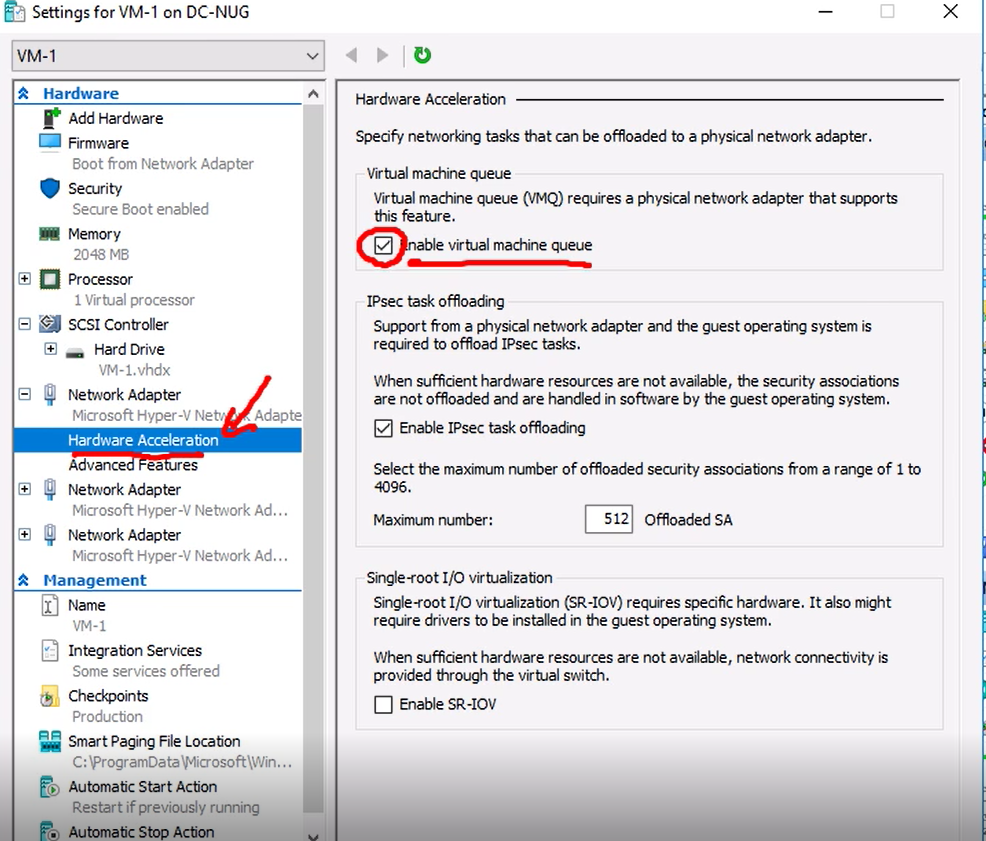 Settings for VM-1 on DC-NUG
VM-1
Hardware
Add Hardware
Firmware
Boot from Network Adapter
Security
Secure Boot enabled
Memory
2048 MB
Processor
1 Virtual processor
SCSI Controller
Hard Drive
VM-1.vhdx
Network Adapter
Microsoft Hyper-V Network Adapte
Hardware Acceleration
Advanced Features
Network Adapter
Microsoft Hyper-V Network Ad...
Network Adapter
Microsoft Hyper-V Network Ad...
Management
Name
VM-1
Integration Services
Some services offered
Checkpoints
Production
Smart Paging File Location
C:\ProgramData\Microsoft\Win...
Automatic Start Action
Restart if previously running
Automatic Stop Action
Hardware Acceleration
Specify networking tasks that can be offloaded to a physical network adapter.
Virtual machine queue
Virtual machine queue (VMQ) requires a physical network adapter that supports
this feature.
Enable virtual machine queue
IPsec task offloading
Support from a physical network adapter and the guest operating system is
required to offload IPsec tasks.
When sufficient hardware resources are not available, the security associations
are not offloaded and are handled in software by the guest operating system.
Enable IPsec task offloading
Select the maximum number of offloaded security associations from a range of 1 to
4096.
Maximum number: 512 Offloaded SA
Single-root I/O virtualization
Single-root I/O virtualization (SR-IOV) requires specific hardware. It also might
require drivers to be installed in the guest operating system.
When sufficient hardware resources are not available, network connectivity is
provided through the virtual switch.
Enable SR-IOV